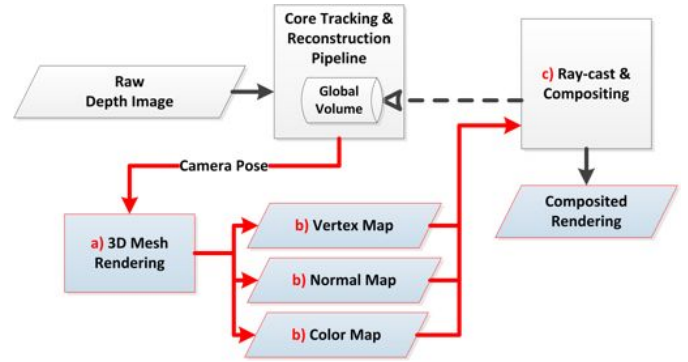 Core Tracking &
Reconstruction
Pipeline
Raw
Depth Image
Global
Volume
c) Ray-cast &
Compositing
Camera Pose
a) 3D Mesh
Rendering
b) Vertex Map
b) Normal Map
b) Color Map
Composited
Rendering